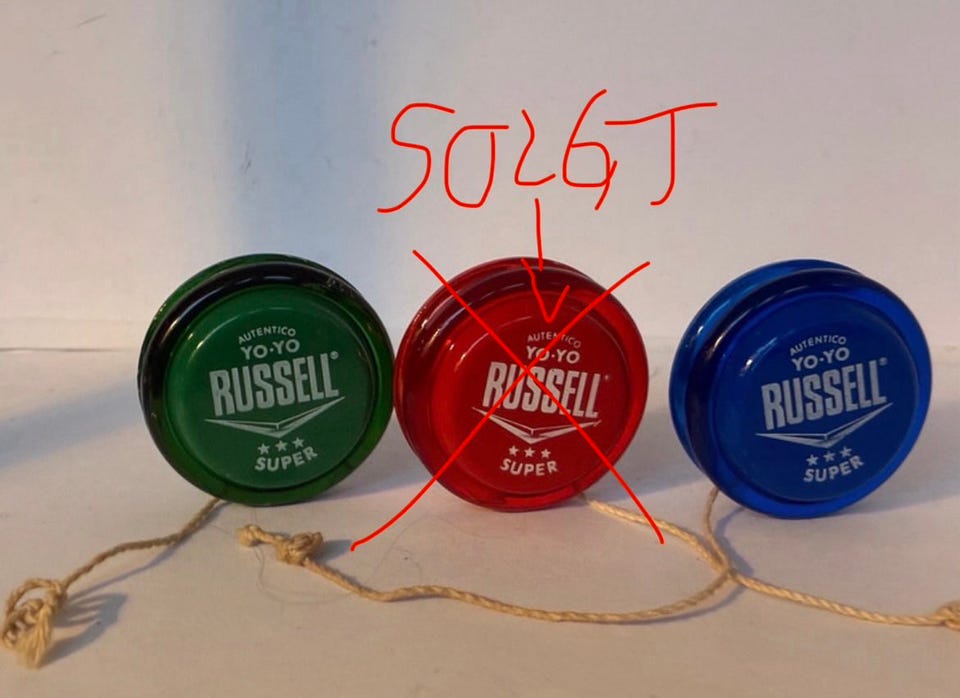 SOLGT
AUTENTICO
YO-YO
RUSSELL®
SUPER
AUTENTICO
YO-YO
RUSSELL
SUPER
AUTENTICO
YO-YO
RUSSELL®
SUPER